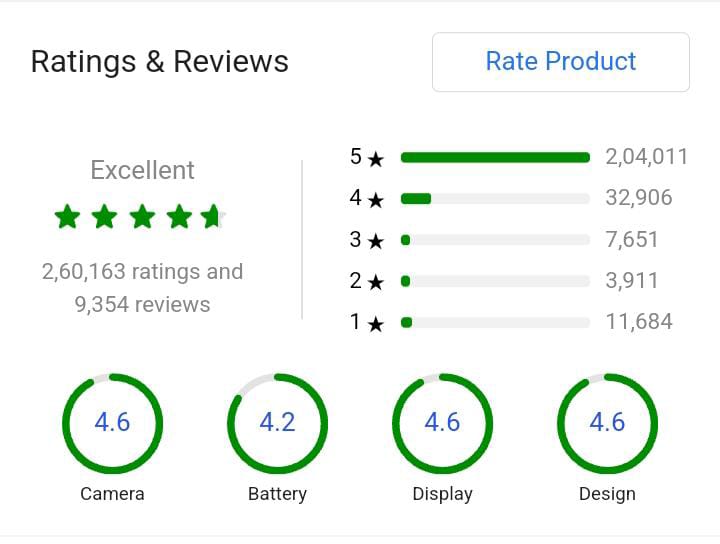 Ratings & Reviews
Rate Product
Excellent
2,60,163 ratings and
9,354 reviews
5★ 2,04,011
4★ 32,906
3★ 7,651
2★ 3,911
1★ 11,684
4.6 4.2 4.6 4.6
Camera Battery Display Design